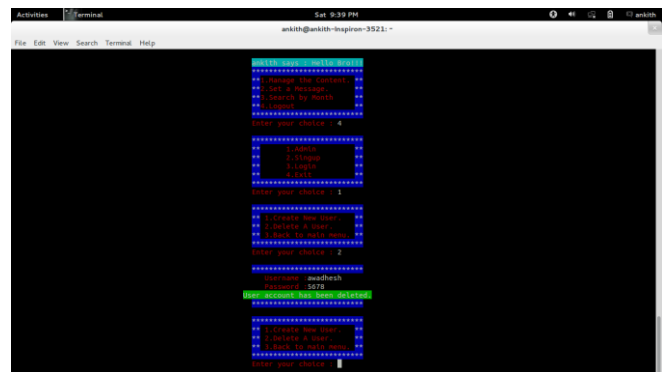 Activities Terminal Sat 9:39 PM ankith
ankith@ankith-Inspiron-3521: ~
File Edit View Search Terminal Help
ankith says : Hello Bro!!!
**************************
**1.Manage the Content. **
**2.Set a Message. **
**3.Search by Month **
**4.Logout **
**************************
Enter your choice : 4
**************************
** 1.Admin **
** 2.Signup **
** 3.Login **
** 4.Exit **
**************************
Enter your choice : 1
**************************
** 1.Create New User. **
** 2.Delete A User. **
** 3.Back to main menu. **
**************************
Enter your choice : 2
**************************
Username :awadhesh
Password :5678
User account has been deleted.
**************************
**************************
** 1.Create New User. **
** 2.Delete A User. **
** 3.Back to main menu. **
**************************
Enter your choice :